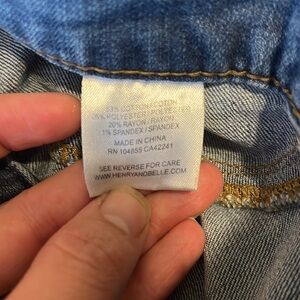 COTTON/COTON
POLYESTER/POLYESTER
20% RAYON/RAYON
1% SPANDEX/SPANDEX
MADE IN CHINA
RN 104855 CA42241
SEE REVERSE FOR CARE
WWW.HENRYANDBELLE.COM